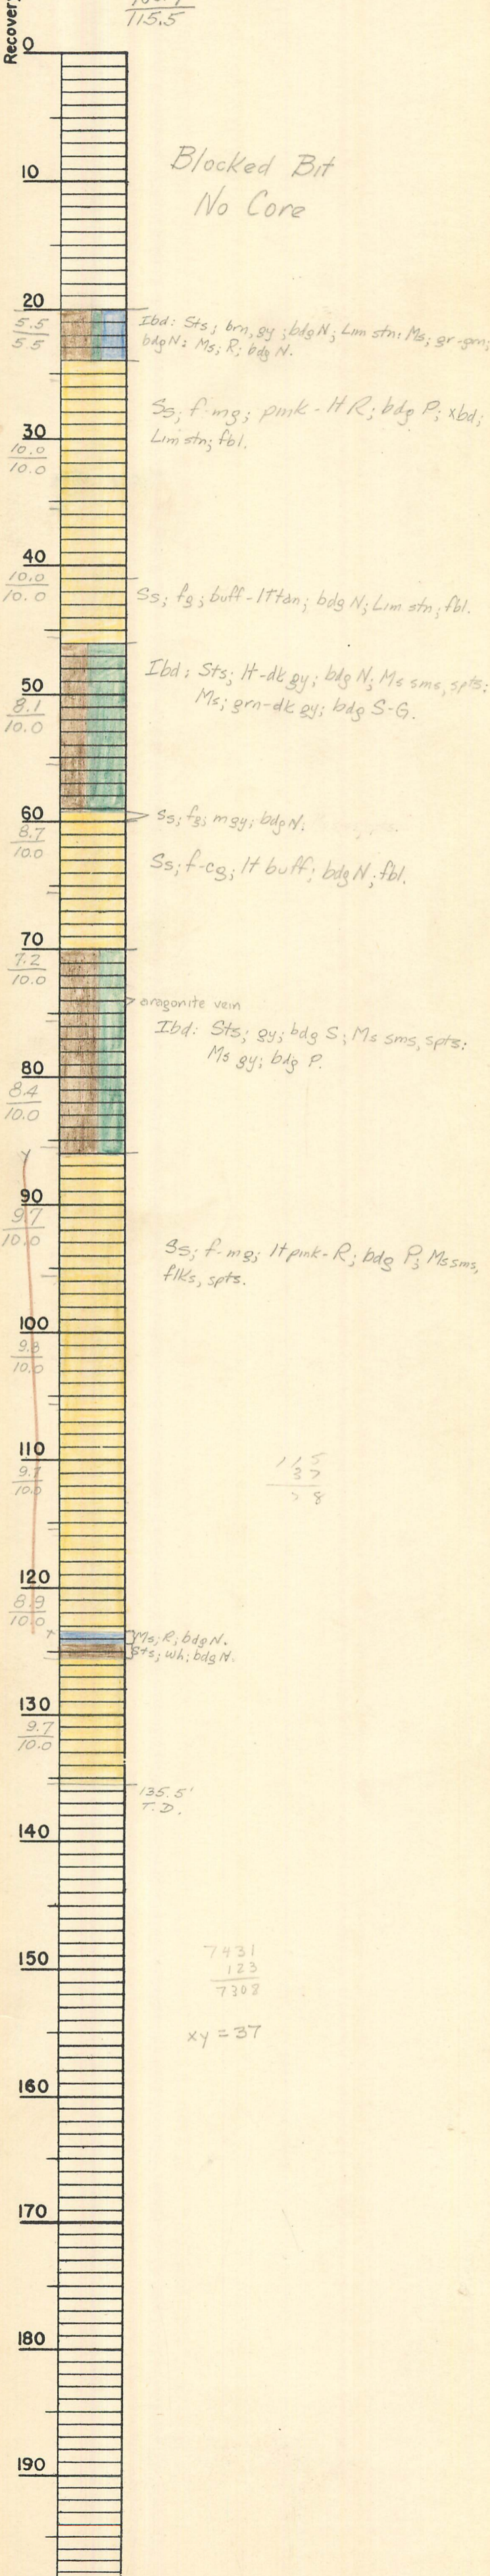 Recovery
115.5
0
10
Blocked Bit
No Core
20
5.5
5.5
Ibd: Sts; brn, gy; bdg N; Lim stn: Ms; gr-grn;
bdg N: Ms; R; bdg N.
Ss; f-mg; pink-lt R; bdg P; xbd;
Lim stn; fbl.
30
10.0
10.0
40
10.0
10.0
Ss; fg; buff-lt tan; bdg N; Lim stn; fbl.
Ibd: Sts; lt-dk gy; bdg N; Ms sms, spts:
Ms; grn-dk gy; bdg S-G.
50
8.1
10.0
60
Ss; fg; m gy; bdg N.
8.7
10.0
Ss; f-cg; lt buff; bdg N; fbl.
70
7.2
10.0
aragonite vein
Ibd: Sts; gy; bdg S; Ms sms, spts:
Ms gy; bdg P.
80
8.4
10.0
y
90
9.7
10.0
Ss; f-mg; lt pink-R; bdg P; Ms sms,
flks, spts.
100
9.8
10.0
110
9.7
10.0
115
37
78
120
8.9
10.0
x
Ms; R; bdg N.
Sts; wh; bdg N.
130
9.7
10.0
135.5'
T.D.
140
150
7431
123
7308
xy = 37
160
170
180
190